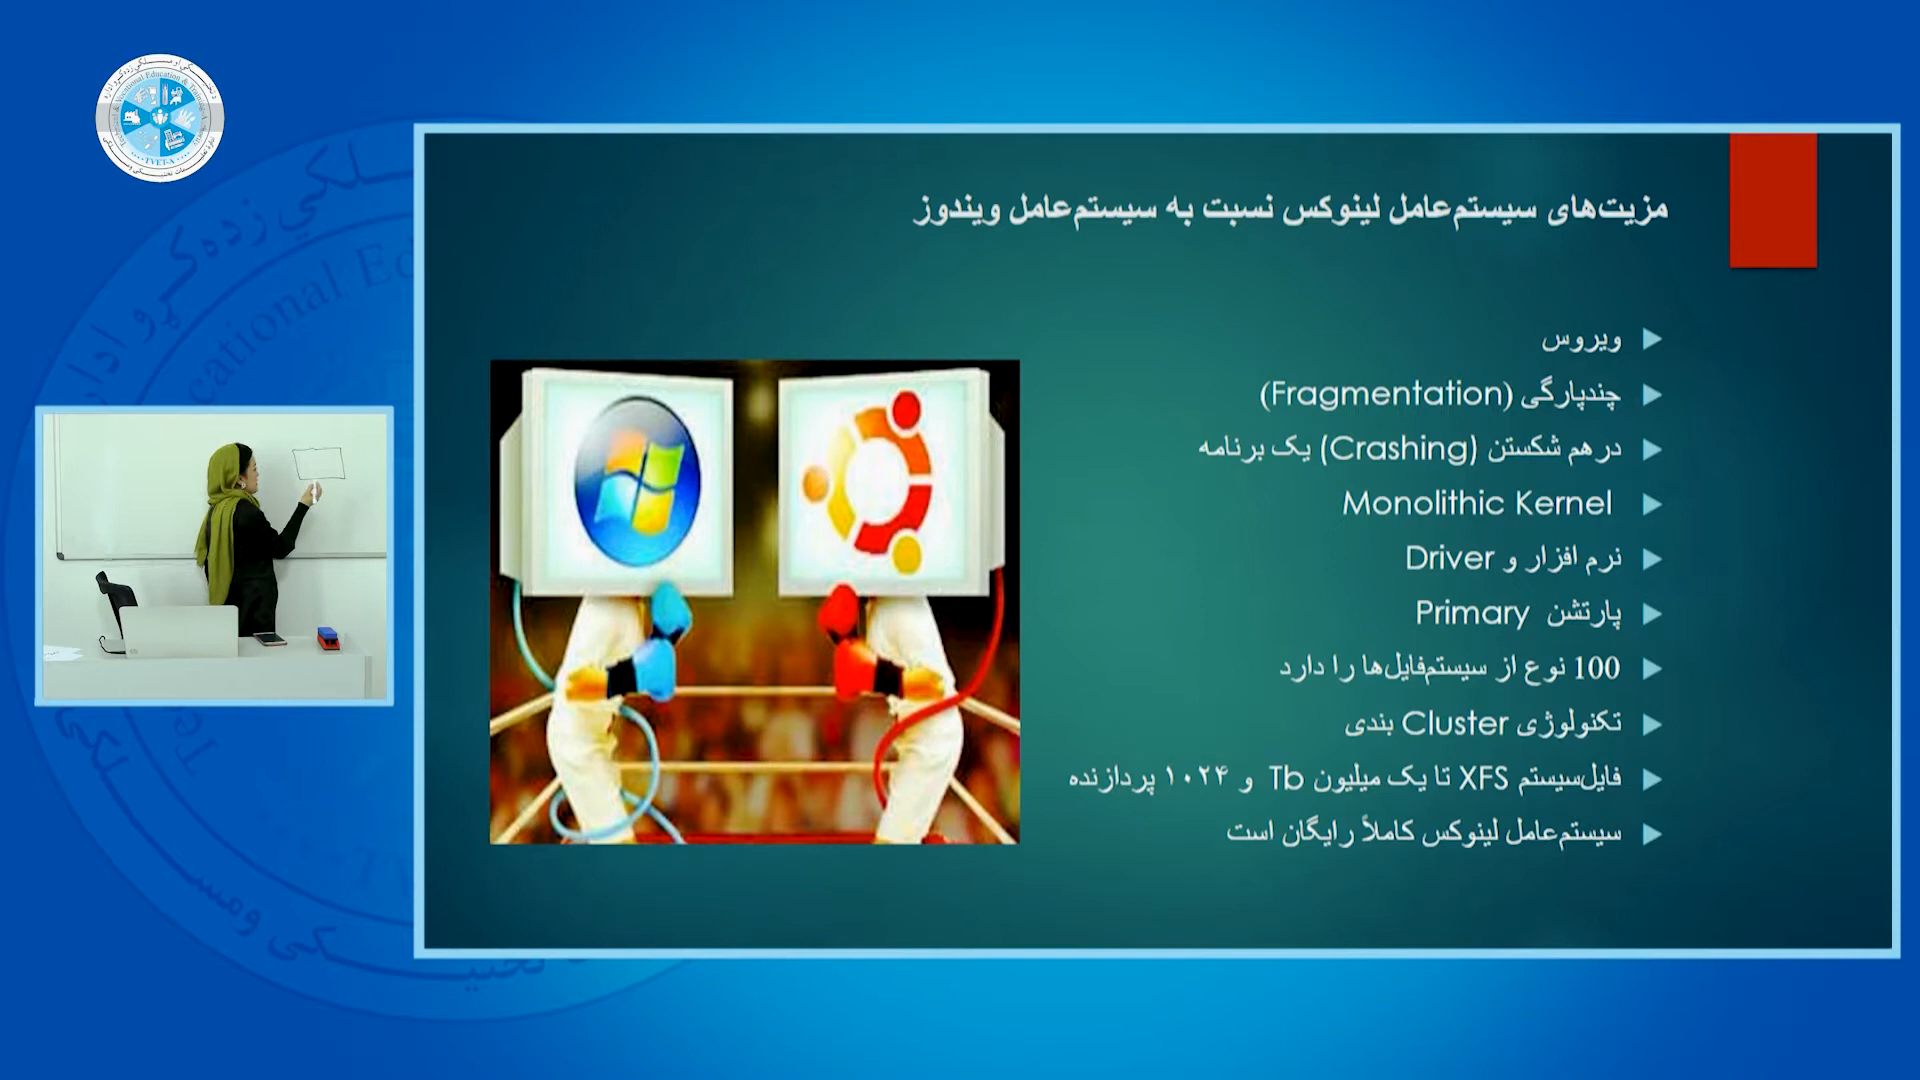 مزیت‌های سیستم‌عامل لینوکس نسبت به سیستم‌عامل ویندوز
ویروس
چندپارگی (Fragmentation)
درهم شکستن (Crashing) یک برنامه
Monolithic Kernel
نرم افزار و Driver
پارتشن Primary
100 نوع از سیستم‌فایل‌ها را دارد
تکنولوژی Cluster بندی
فایل‌سیستم XFS تا یک میلیون Tb و ۱۰۲۴ پردازنده
سیستم‌عامل لینوکس کاملاً رایگان است
TVET-A